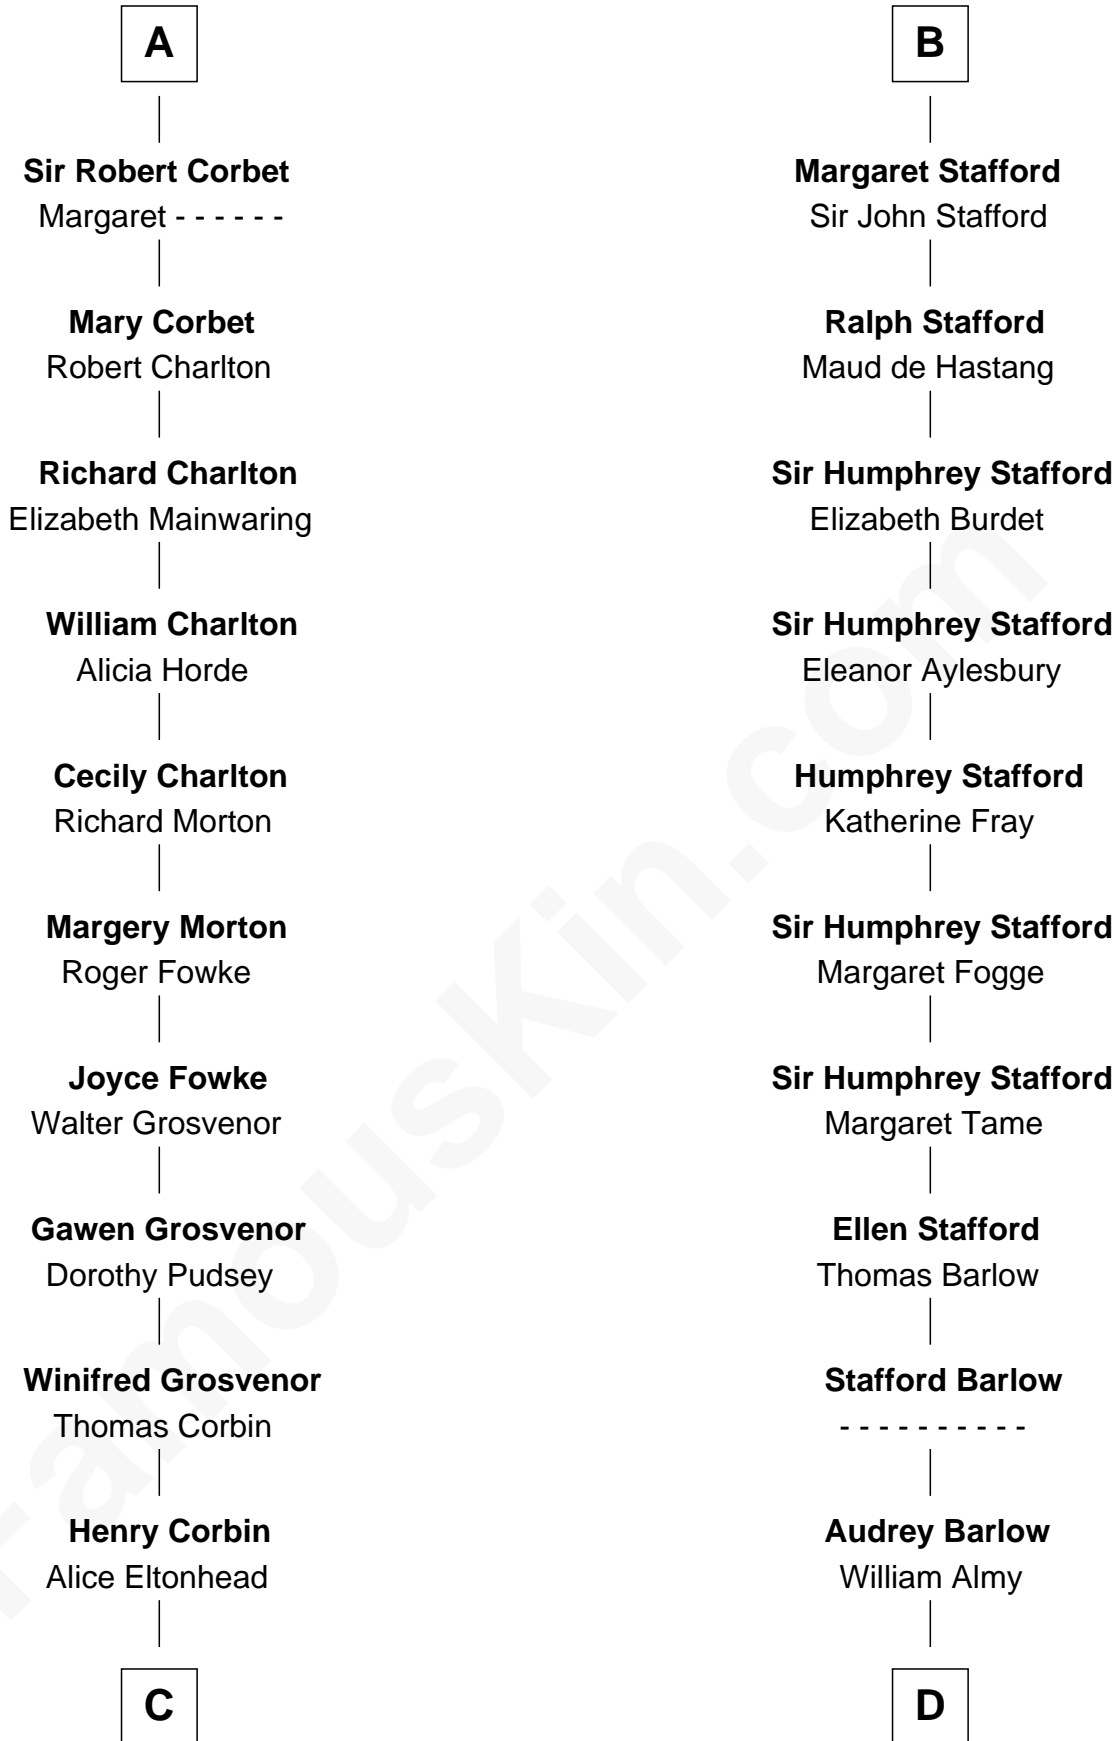 A
Sir Robert Corbet
Margaret - - - - - -
Mary Corbet
Robert Charlton
Richard Charlton
Elizabeth Mainwaring
William Charlton
Alicia Horde
Cecily Charlton
Richard Morton
Margery Morton
Roger Fowke
Joyce Fowke
Walter Grosvenor
Gawen Grosvenor
Dorothy Pudsey
Winifred Grosvenor
Thomas Corbin
Henry Corbin
Alice Eltonhead
C
B
Margaret Stafford
Sir John Stafford
Ralph Stafford
Maud de Hastang
Sir Humphrey Stafford
Elizabeth Burdet
Sir Humphrey Stafford
Eleanor Aylesbury
Humphrey Stafford
Katherine Fray
Sir Humphrey Stafford
Margaret Fogge
Sir Humphrey Stafford
Margaret Tame
Ellen Stafford
Thomas Barlow
Stafford Barlow
- - - - - - - - - -
Audrey Barlow
William Almy
D
FamousKin.com